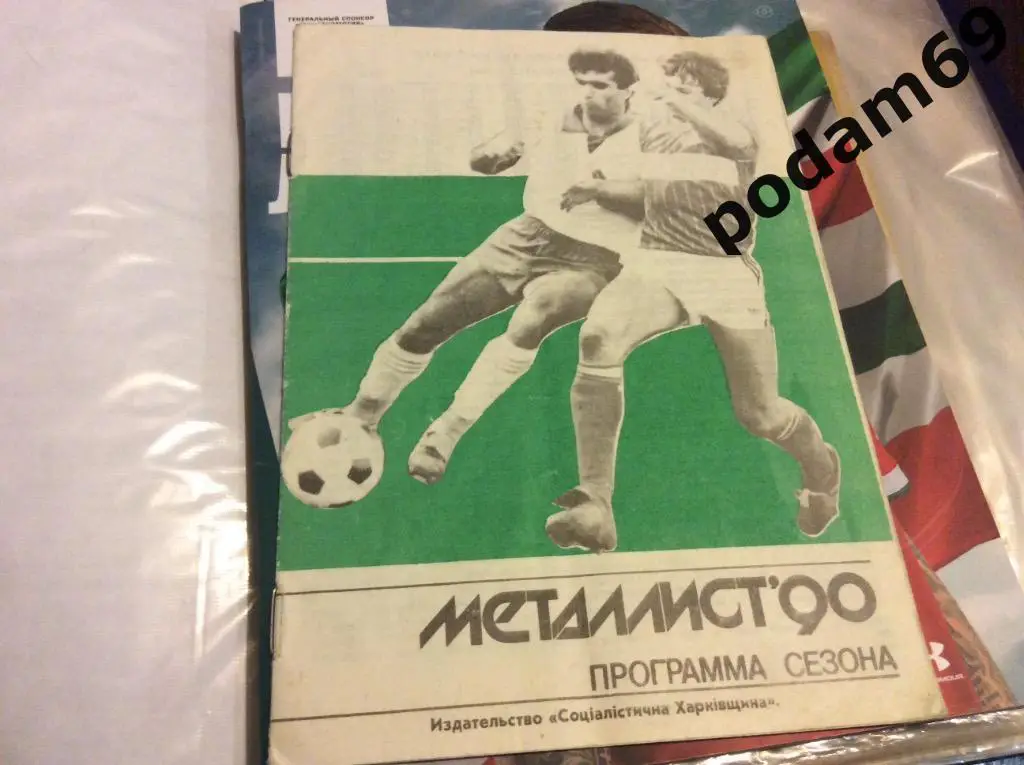 ГЕНЕРАЛЬНЫЙ СПОНСОР
podam69
МЕТАЛЛИСТ'90
ПРОГРАММА СЕЗОНА
Издательство «Соціалістична Харківщина».